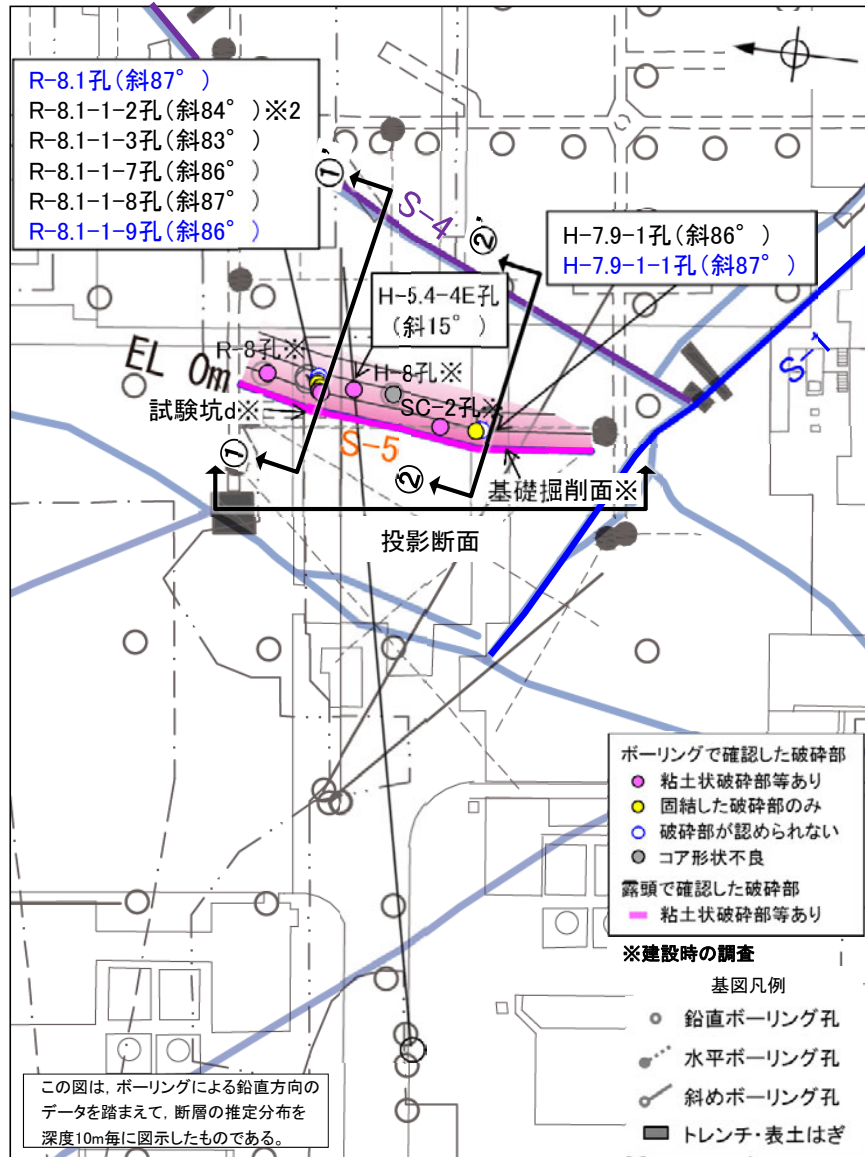 R-8.1孔(斜87°)
R-8.1-1-2孔(斜84°)※2
R-8.1-1-3孔(斜83°)
R-8.1-1-7孔(斜86°)
R-8.1-1-8孔(斜87°)
R-8.1-1-9孔(斜86°)
①'
S-4
②'
H-7.9-1孔(斜86°)
H-7.9-1-1孔(斜87°)
H-5.4-4E孔
(斜15°)
S-1
EL 0m
R-8孔※
H-8孔※
試験坑d※
SC-2孔※
S-5
①
②
基礎掘削面※
投影断面
ボーリングで確認した破砕部
粘土状破砕部等あり
固結した破砕部のみ
破砕部が認められない
コア形状不良
露頭で確認した破砕部
粘土状破砕部等あり
※建設時の調査
基図凡例
鉛直ボーリング孔
水平ボーリング孔
斜めボーリング孔
トレンチ・表土はぎ
この図は，ボーリングによる鉛直方向の
データを踏まえて，断層の推定分布を
深度10m毎に図示したものである。